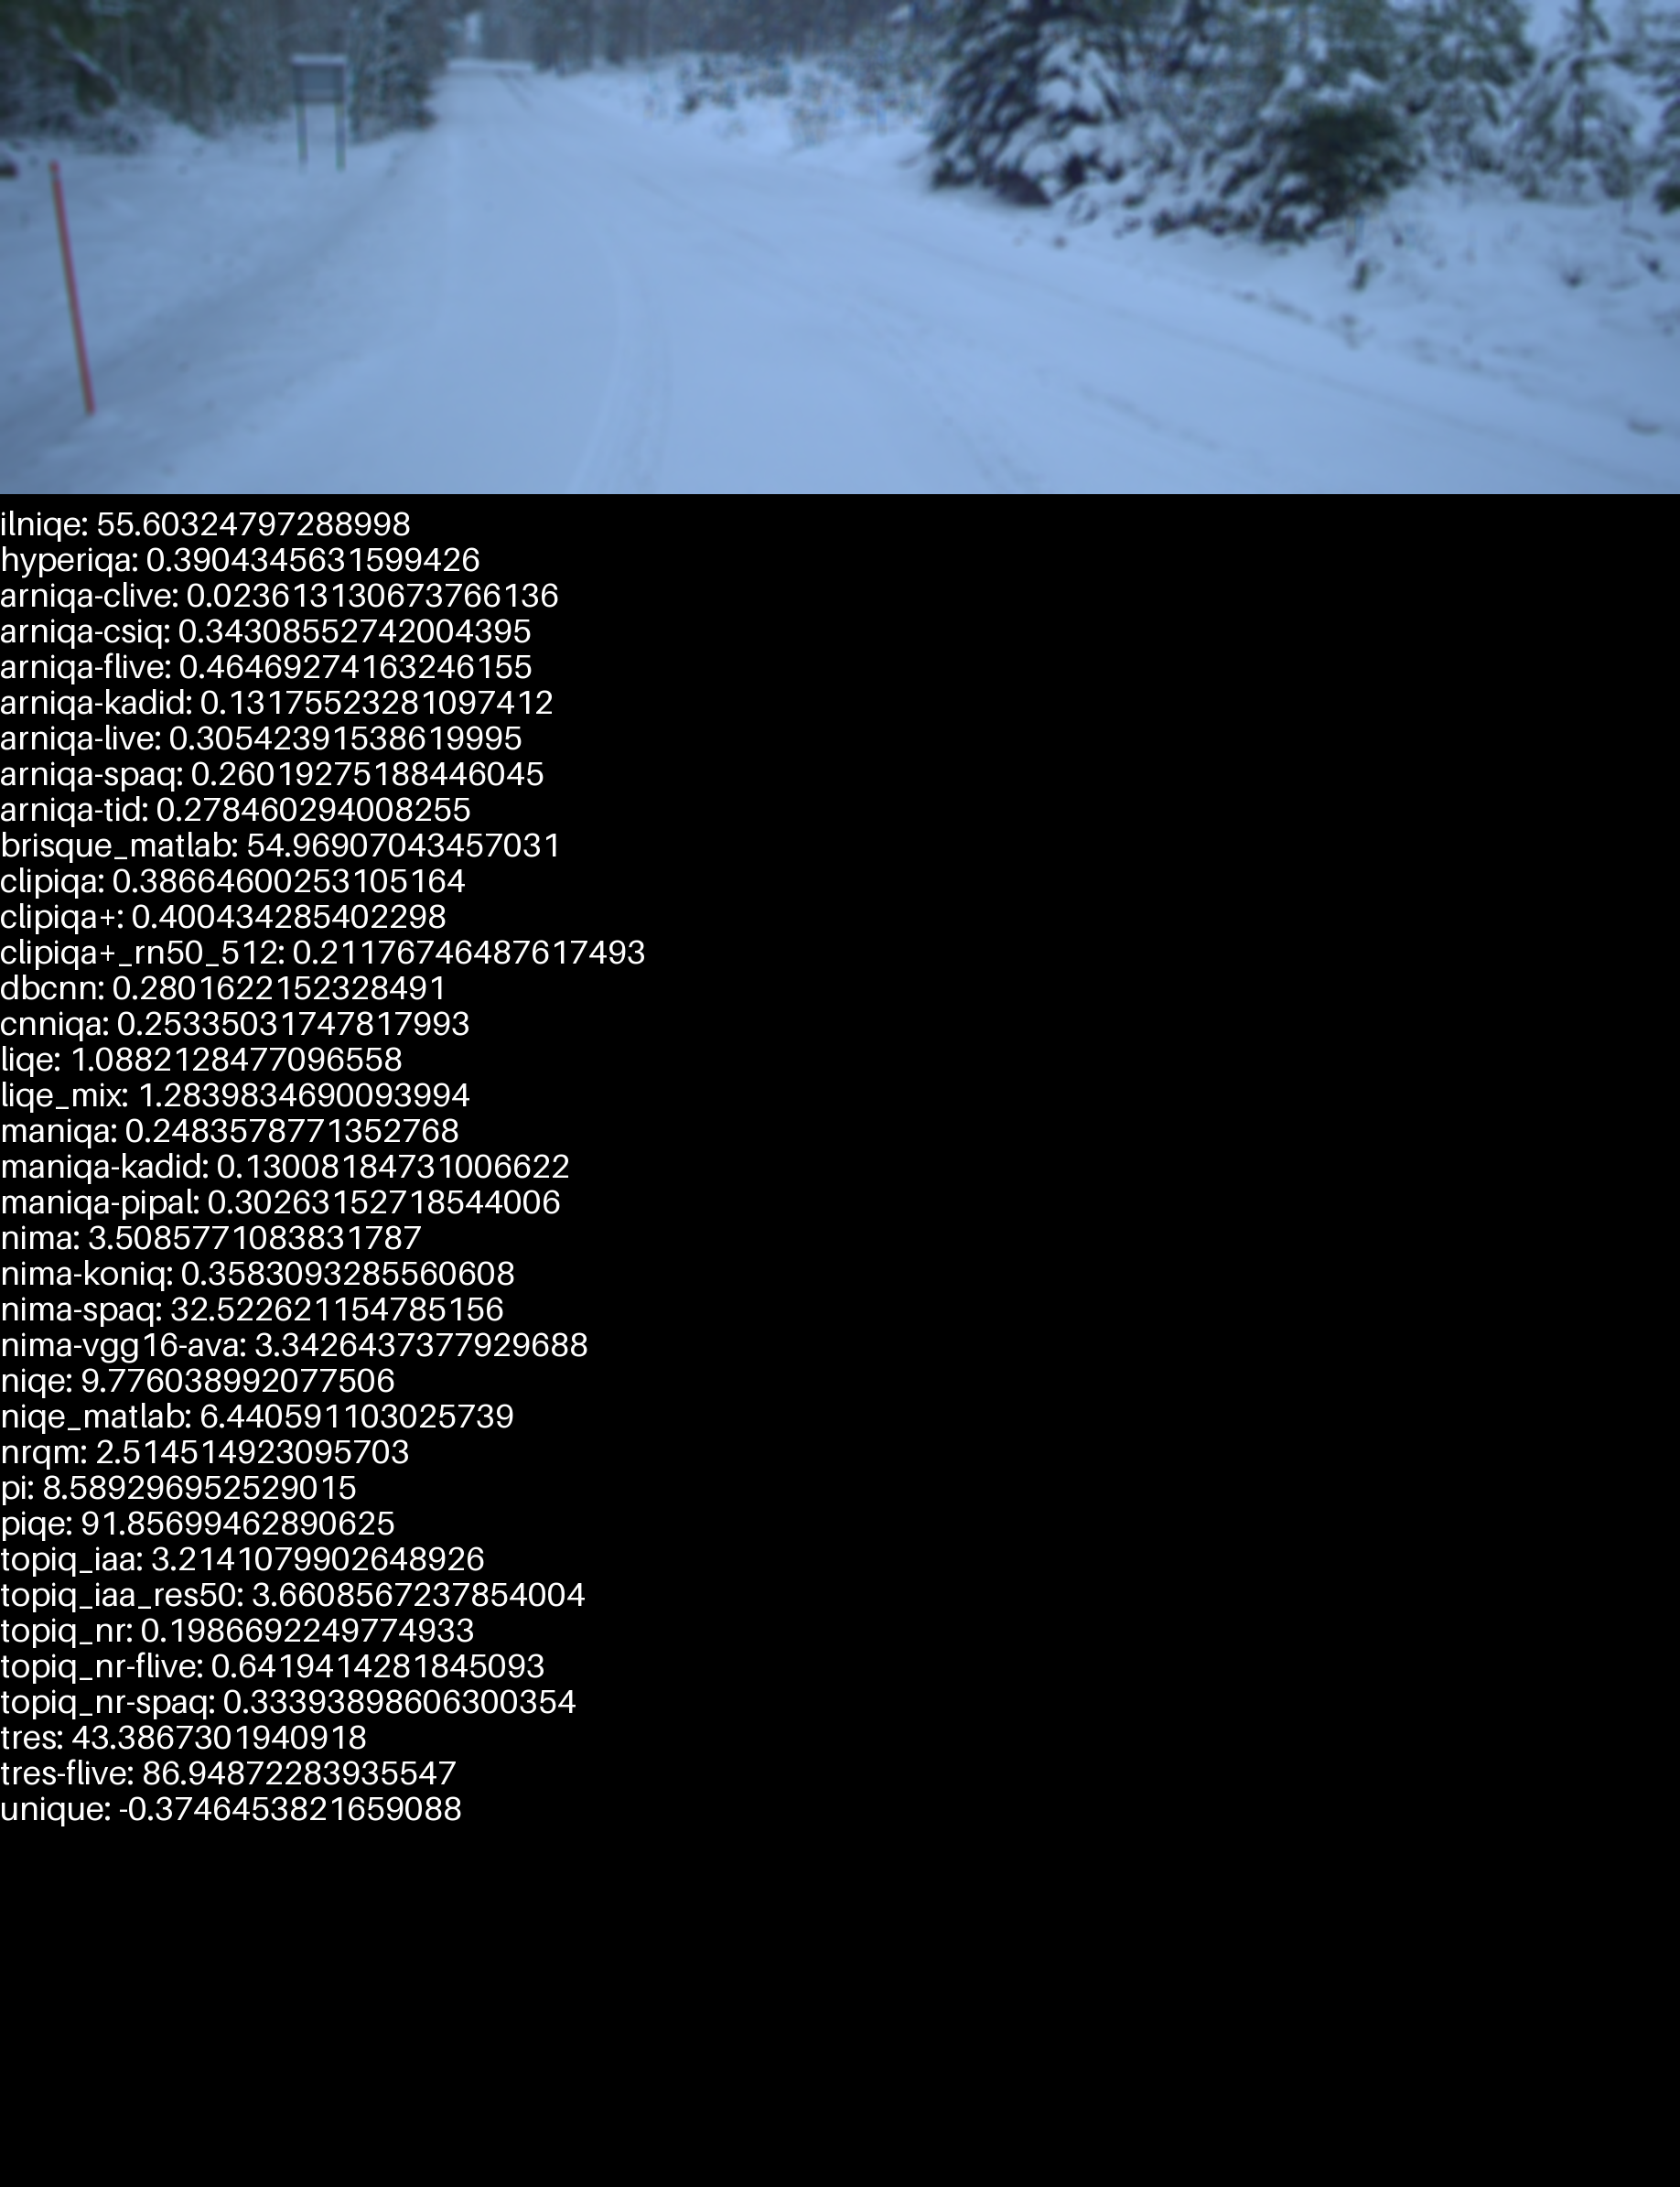 ilniqe: 55.60324797288998
hyperiqa: 0.3904345631599426
arniqa-clive: 0.023613130673766136
arniqa-csiq: 0.34308552742004395
arniqa-flive: 0.46469274163246155
arniqa-kadid: 0.13175523281097412
arniqa-live: 0.30542391538619995
arniqa-spaq: 0.26019275188446045
arniqa-tid: 0.278460294008255
brisque_matlab: 54.96907043457031
clipiqa: 0.38664600253105164
clipiqa+: 0.400434285402298
clipiqa+_rn50_512: 0.21176746487617493
dbcnn: 0.2801622152328491
cnniqa: 0.25335031747817993
liqe: 1.0882128477096558
liqe_mix: 1.2839834690093994
maniqa: 0.2483578771352768
maniqa-kadid: 0.13008184731006622
maniqa-pipal: 0.30263152718544006
nima: 3.5085771083831787
nima-koniq: 0.3583093285560608
nima-spaq: 32.522621154785156
nima-vgg16-ava: 3.3426437377929688
niqe: 9.776038992077506
niqe_matlab: 6.440591103025739
nrqm: 2.514514923095703
pi: 8.589296952529015
piqe: 91.85699462890625
topiq_iaa: 3.2141079902648926
topiq_iaa_res50: 3.6608567237854004
topiq_nr: 0.1986692249774933
topiq_nr-flive: 0.6419414281845093
topiq_nr-spaq: 0.33393898606300354
tres: 43.3867301940918
tres-flive: 86.94872283935547
unique: -0.3746453821659088